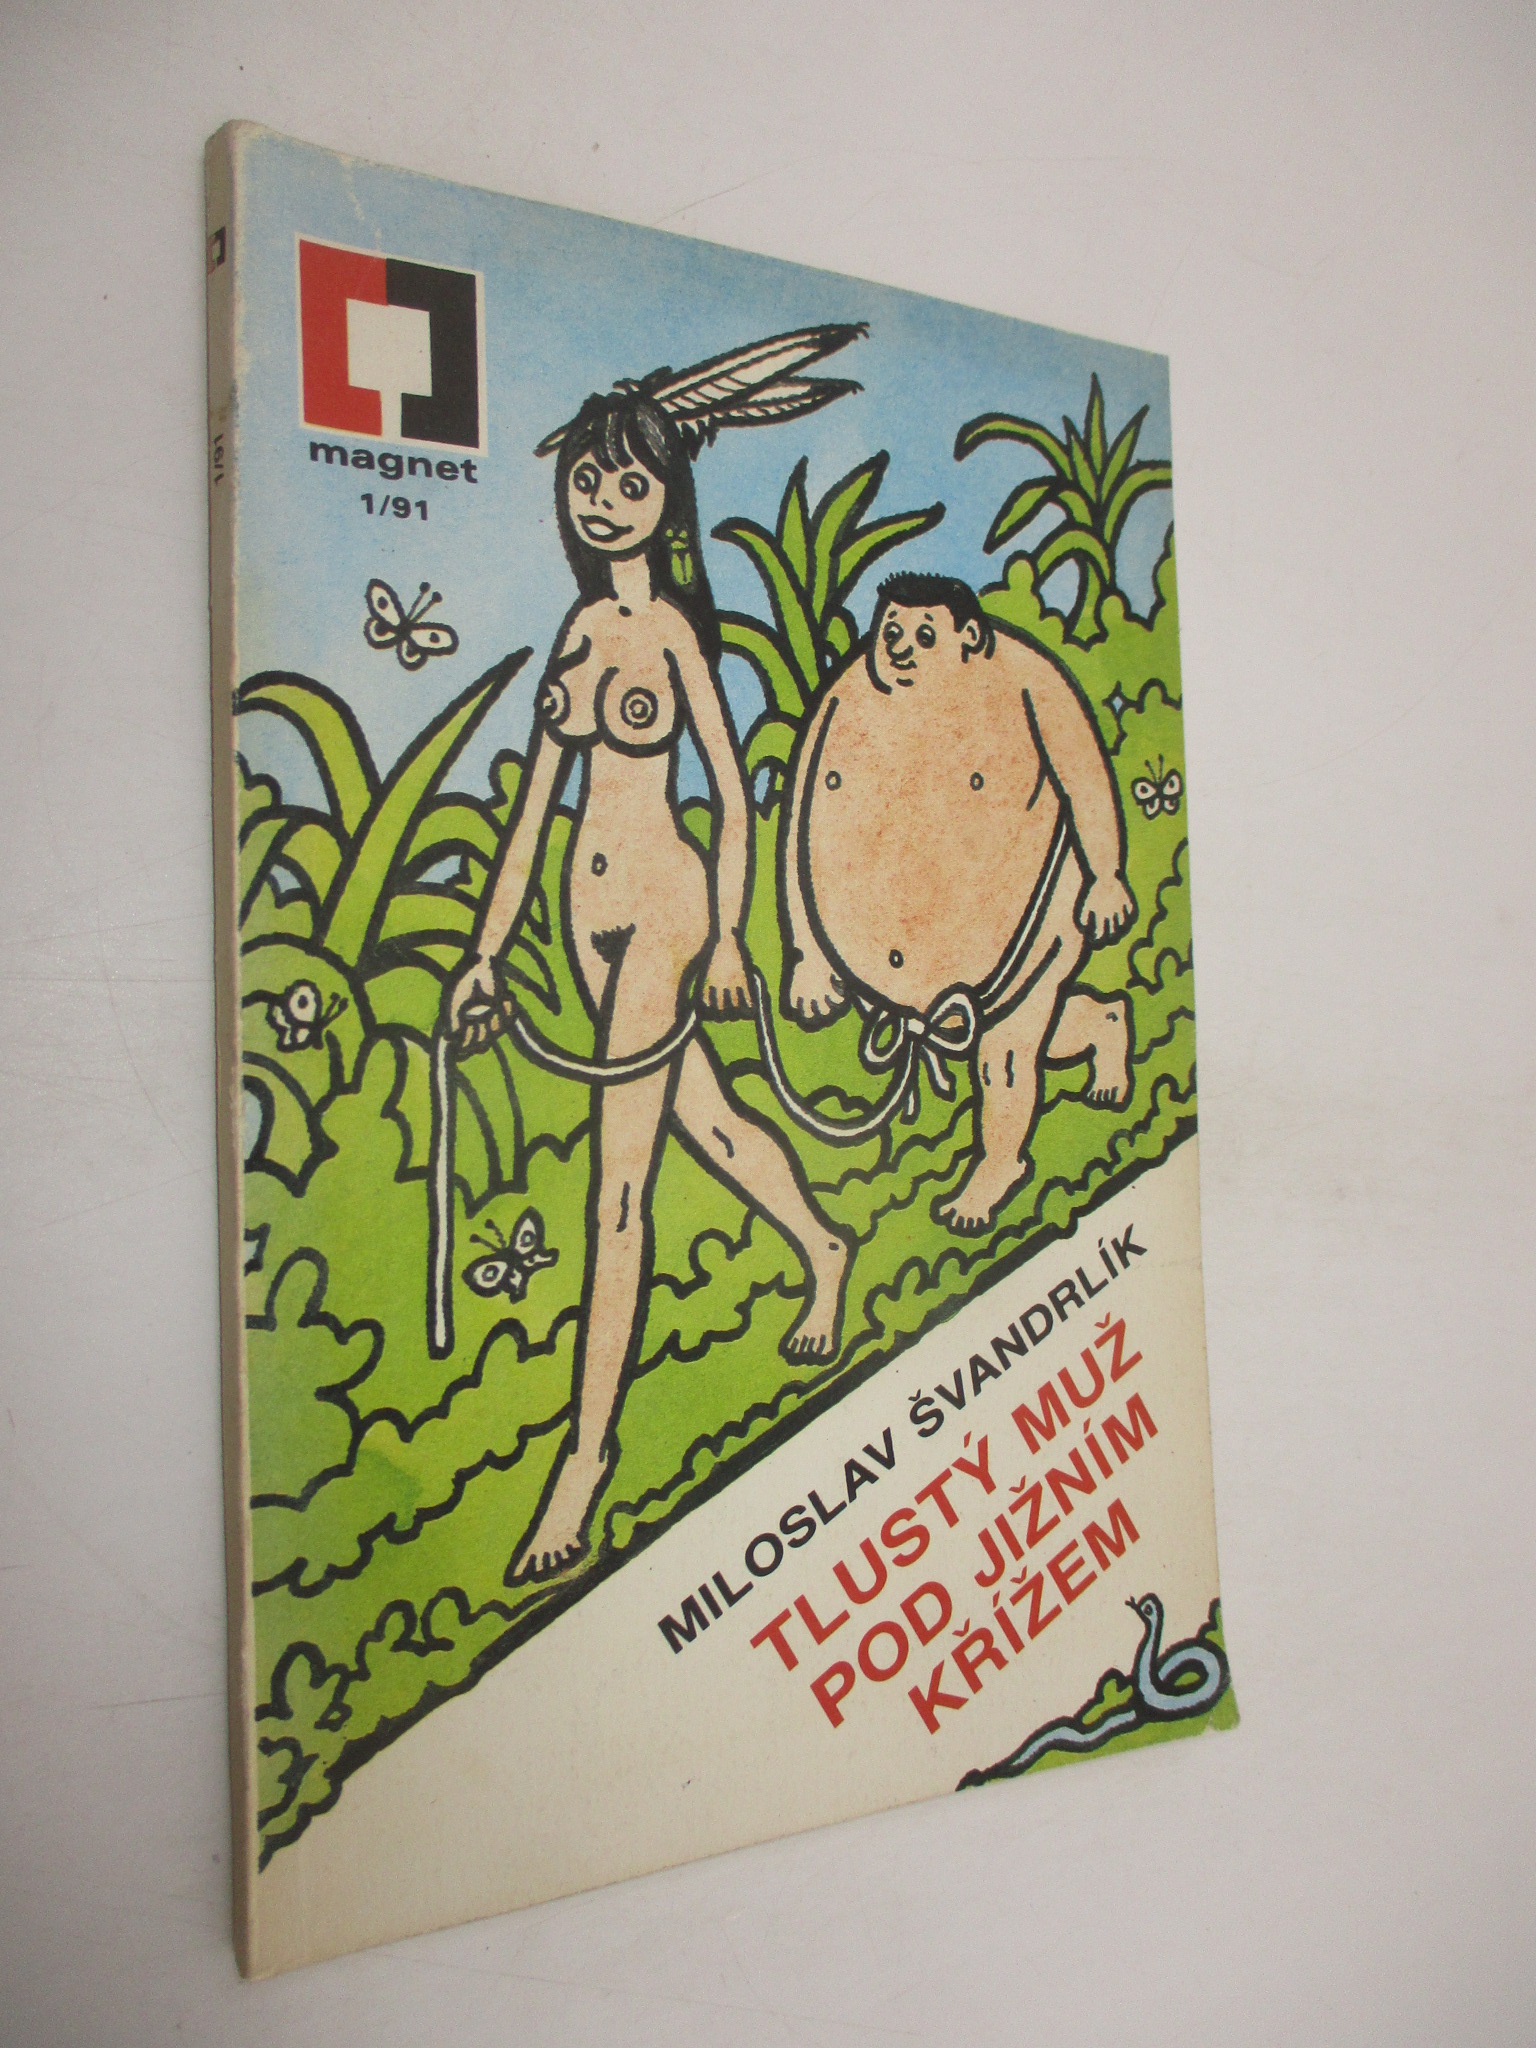 magnet
1/91
1/91
MILOSLAV ŠVANDRLÍK
TLUSTÝ MUŽ
POD JIŽNÍM
KŘÍŽEM